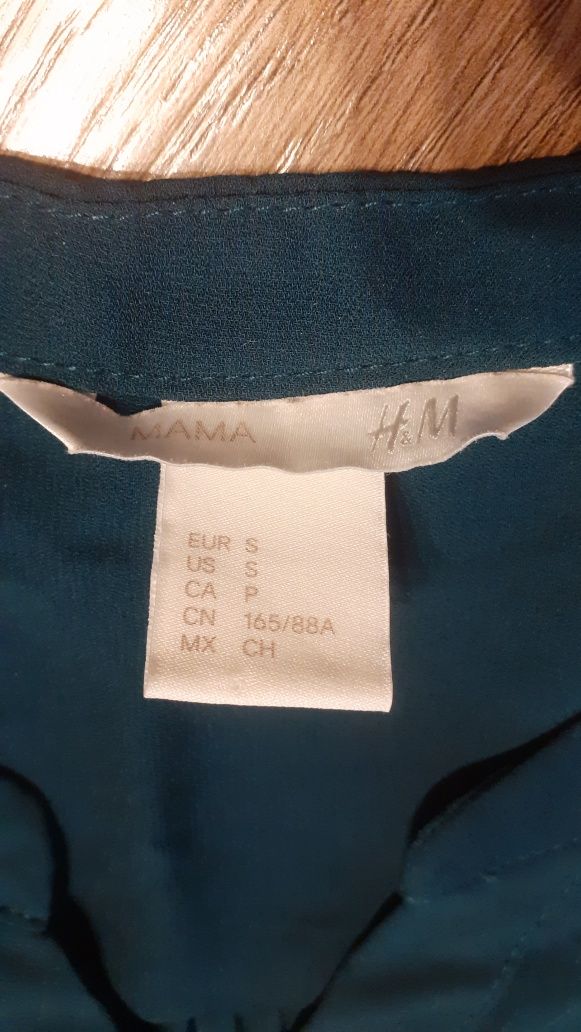 MAMA H&M
EUR S
US S
CA P
CN 165/88A
MX CH